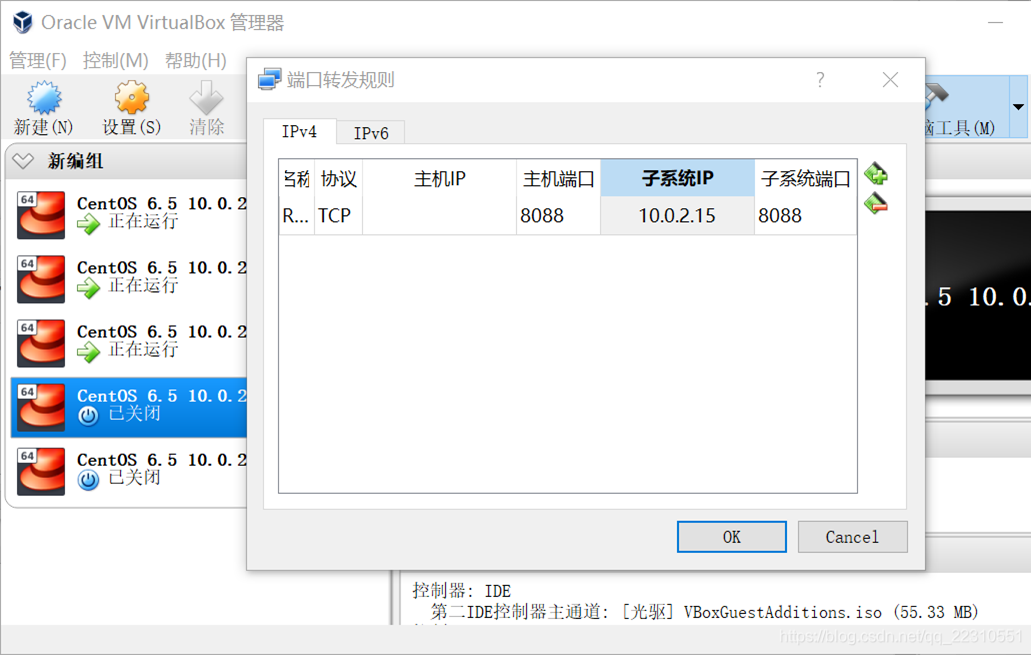 Oracle VM VirtualBox 管理器
管理(F) 控制(M) 帮助(H)
新建(N) 设置(S) 清除
工具(M)
新编组
64
CentOS 6.5 10.0.2
正在运行
64
CentOS 6.5 10.0.2
正在运行
64
CentOS 6.5 10.0.2
正在运行
64
CentOS 6.5 10.0.2
已关闭
64
CentOS 6.5 10.0.2
已关闭
端口转发规则
?
IPv4 IPv6
名称 协议 主机IP 主机端口 子系统IP 子系统端口
R... TCP 8088 10.0.2.15 8088
OK Cancel
.5 10.0.
控制器: IDE
第二IDE控制器主通道: [光驱] VBoxGuestAdditions.iso (55.33 MB)
https://blog.csdn.net/qq_22310551